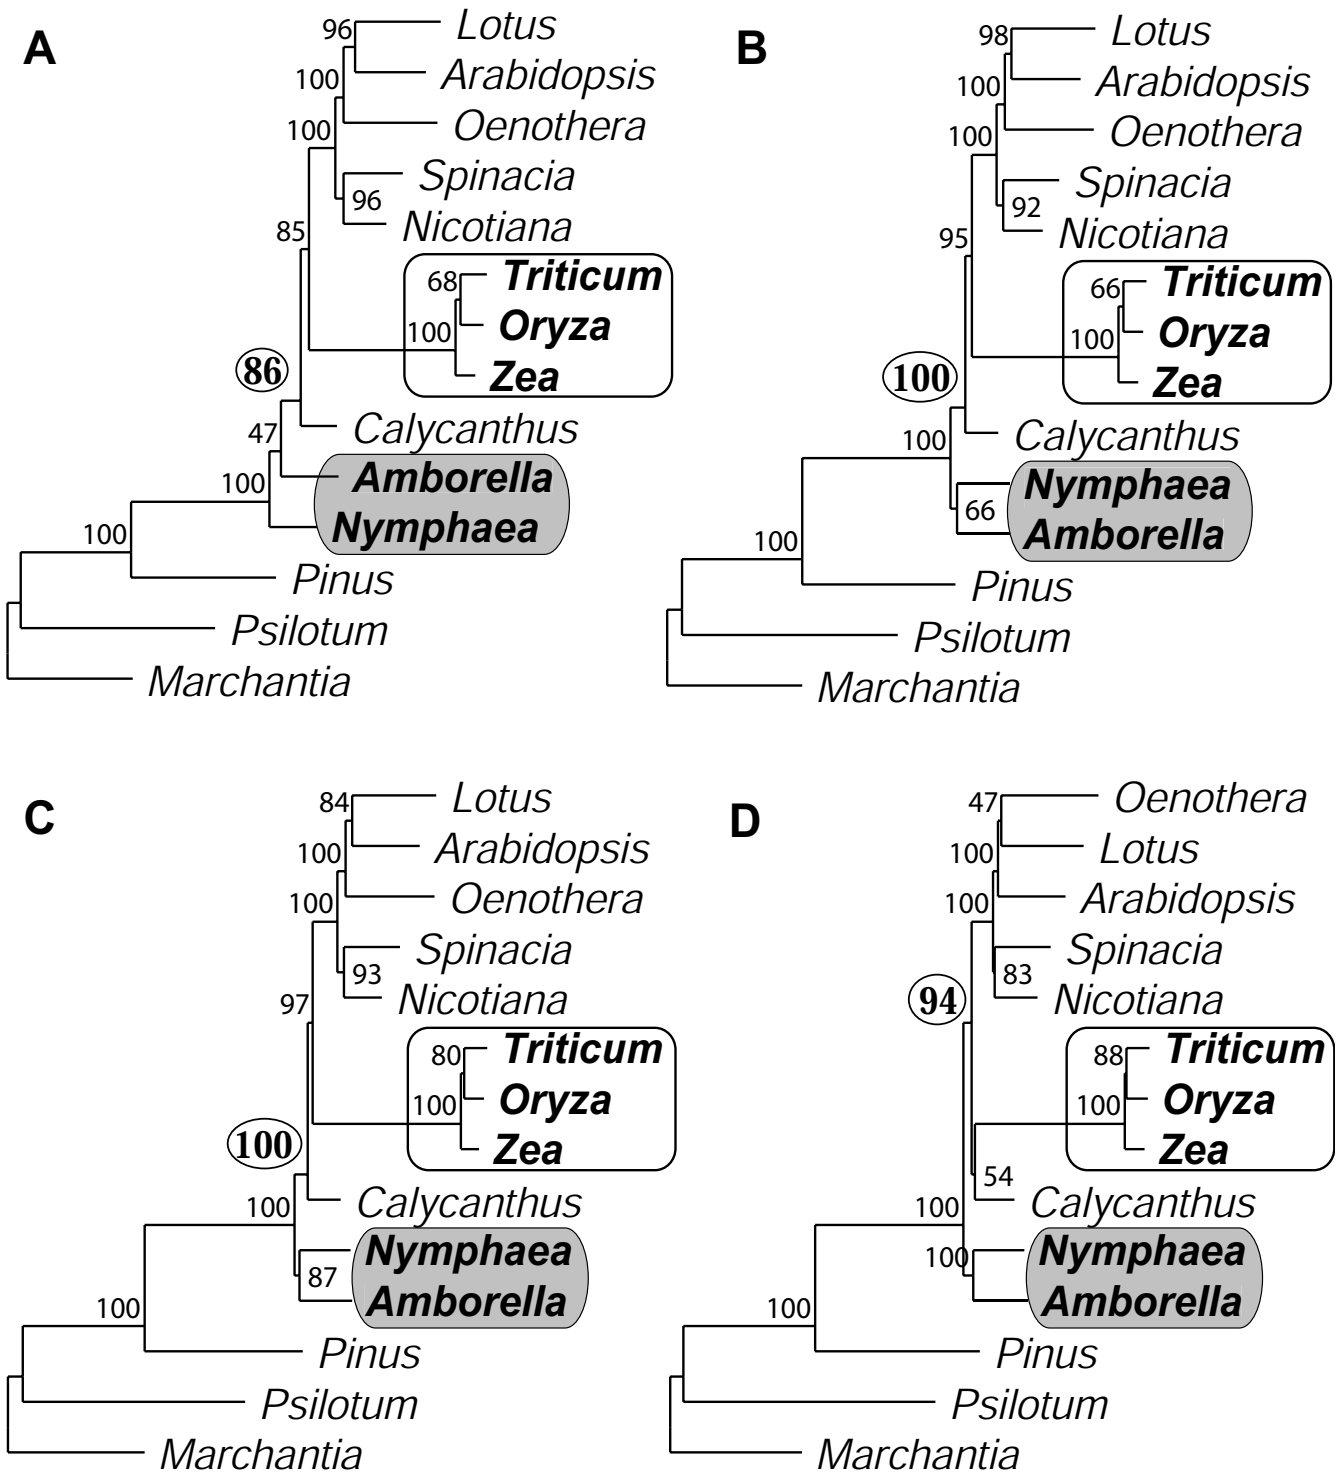 A
96 Lotus
Arabidopsis
100
Oenothera
100
Spinacia
96
Nicotiana
85
68 Triticum
Oryza
100
Zea
86
Calycanthus
47
Amborella
100
Nymphaea
100
Pinus
Psilotum
Marchantia
B
98 Lotus
Arabidopsis
100
Oenothera
100
Spinacia
92
Nicotiana
95
66 Triticum
Oryza
100
Zea
100
Calycanthus
100
Nymphaea
66
Amborella
100
Pinus
Psilotum
Marchantia
C
84 Lotus
Arabidopsis
100
Oenothera
100
Spinacia
93
Nicotiana
97
80 Triticum
Oryza
100
Zea
100
Calycanthus
100
Nymphaea
87
Amborella
100
Pinus
Psilotum
Marchantia
D
47 Oenothera
Lotus
100
Arabidopsis
100
Spinacia
83
Nicotiana
94
88 Triticum
Oryza
100
Zea
54
Calycanthus
100
Nymphaea
100
Amborella
100
Pinus
Psilotum
Marchantia